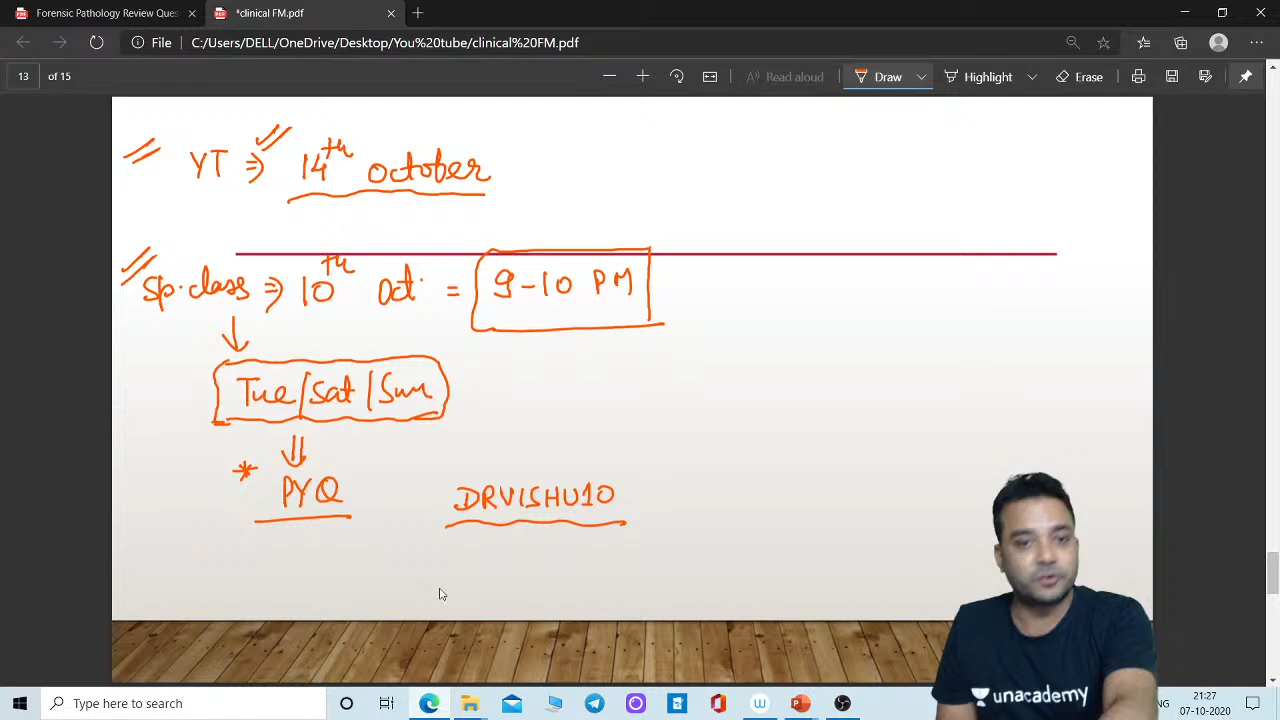 Forensic Pathology Review Ques
*clinical FM.pdf
File C:/Users/DELL/OneDrive/Desktop/You%20tube/clinical%20FM.pdf
13 of 15
Read aloud Draw Highlight Erase
YT ⇒ 14th October
Sp. class ⇒ 10th Oct. = 9-10 PM
Tue/Sat/Sun
* PYQ DRVISHU10
unacademy
Type here to search
21:27
07-10-2020